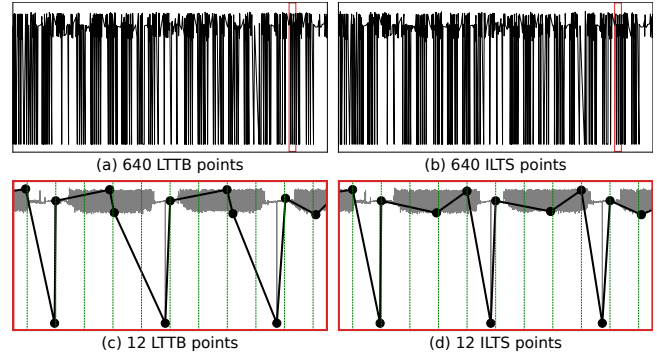 (a) 640 LTTB points
(b) 640 ILTS points
(c) 12 LTTB points
(d) 12 ILTS points